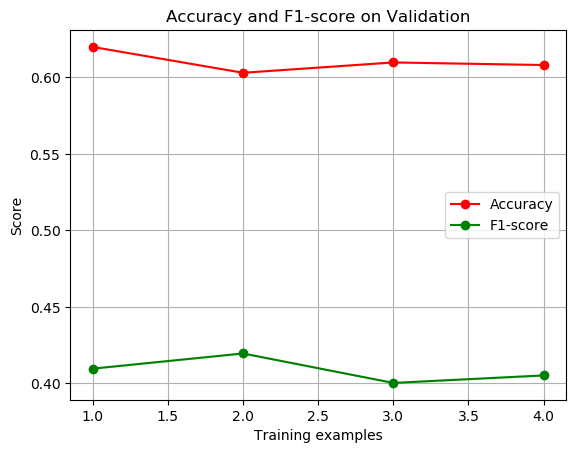 Accuracy and F1-score on Validation
0.60
0.55
0.50
0.45
0.40
Score
Accuracy
F1-score
1.0 1.5 2.0 2.5 3.0 3.5 4.0
Training examples